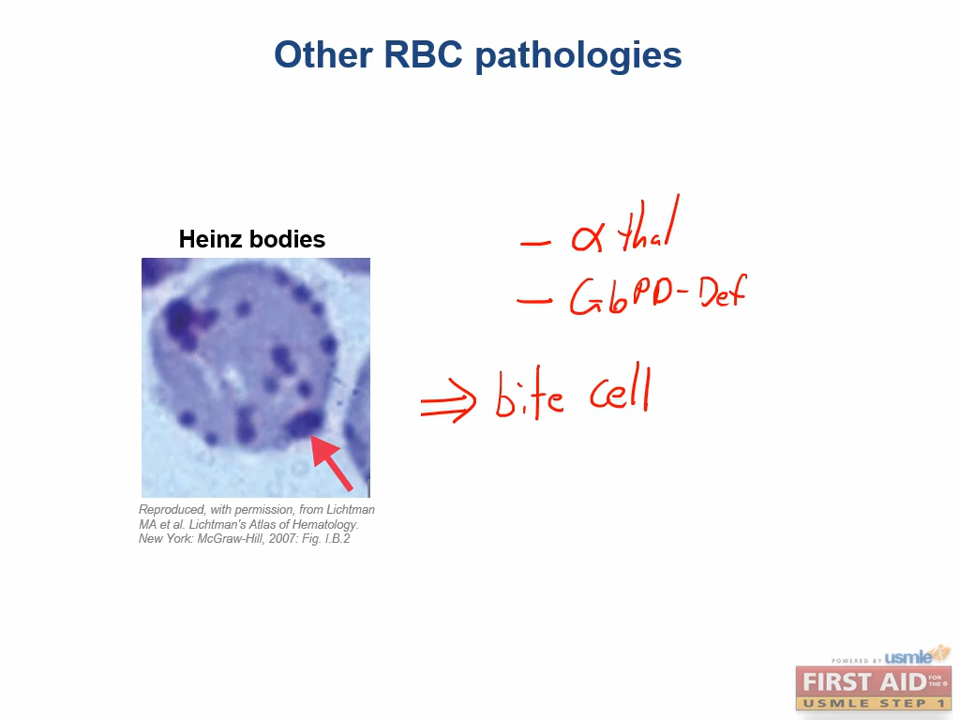 Other RBC pathologies
Heinz bodies
- α thal
- G6PD-Def
⇒ bite cell
Reproduced, with permission, from Lichtman
MA et al. Lichtman's Atlas of Hematology.
New York: McGraw-Hill, 2007: Fig. I.B.2
POWERED BY usmle
FIRST AID FOR THE®
USMLE STEP 1